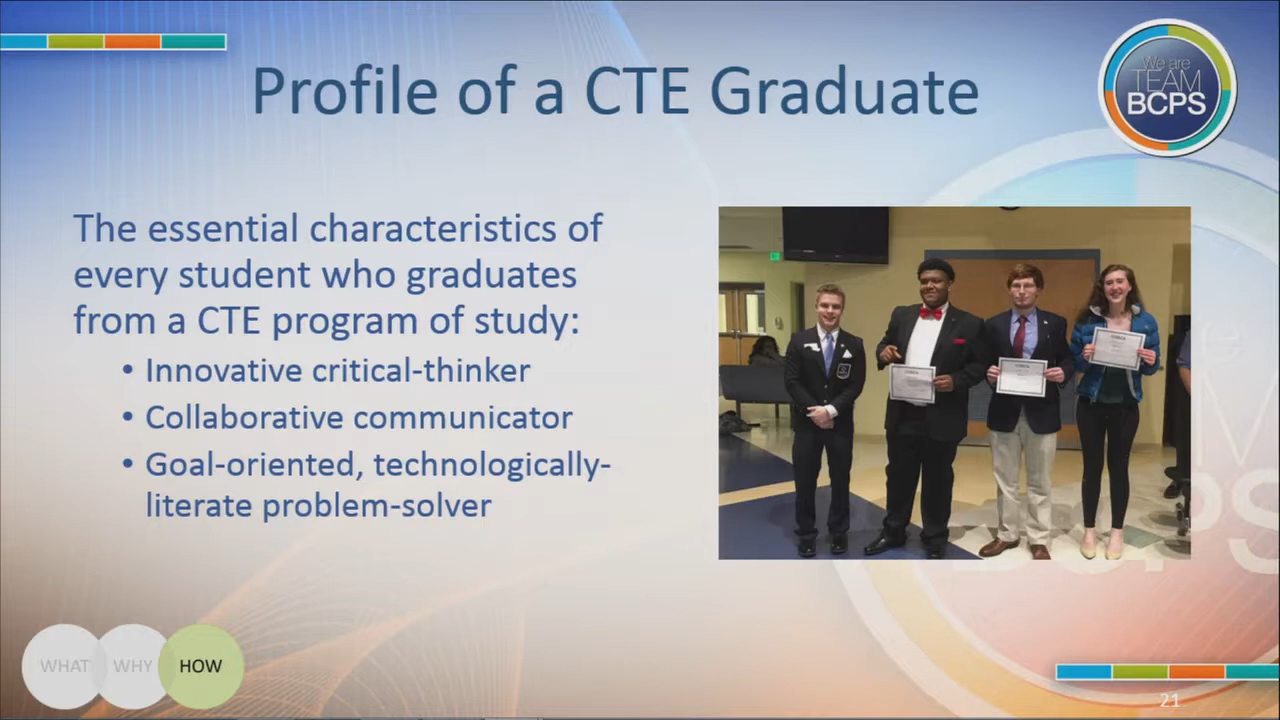 Profile of a CTE Graduate
We are
TEAM
BCPS
The essential characteristics of
every student who graduates
from a CTE program of study:
• Innovative critical-thinker
• Collaborative communicator
• Goal-oriented, technologically-
literate problem-solver
WHAT WHY HOW
21